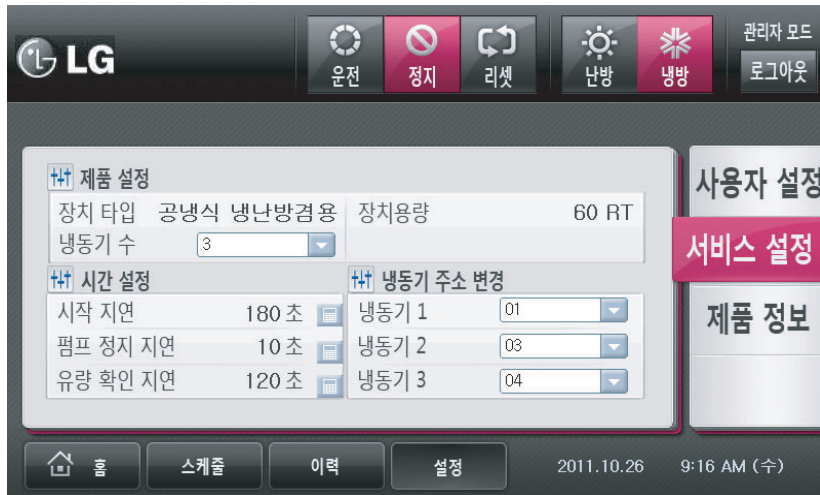 LG
운전
정지
리셋
난방
냉방
관리자 모드
로그아웃
제품 설정
장치 타입 공냉식 냉난방겸용 장치용량 60 RT
냉동기 수 3
시간 설정
시작 지연 180 초
펌프 정지 지연 10 초
유량 확인 지연 120 초
냉동기 주소 변경
냉동기 1 01
냉동기 2 03
냉동기 3 04
사용자 설정
서비스 설정
제품 정보
홈
스케줄
이력
설정
2011.10.26 9:16 AM (수)